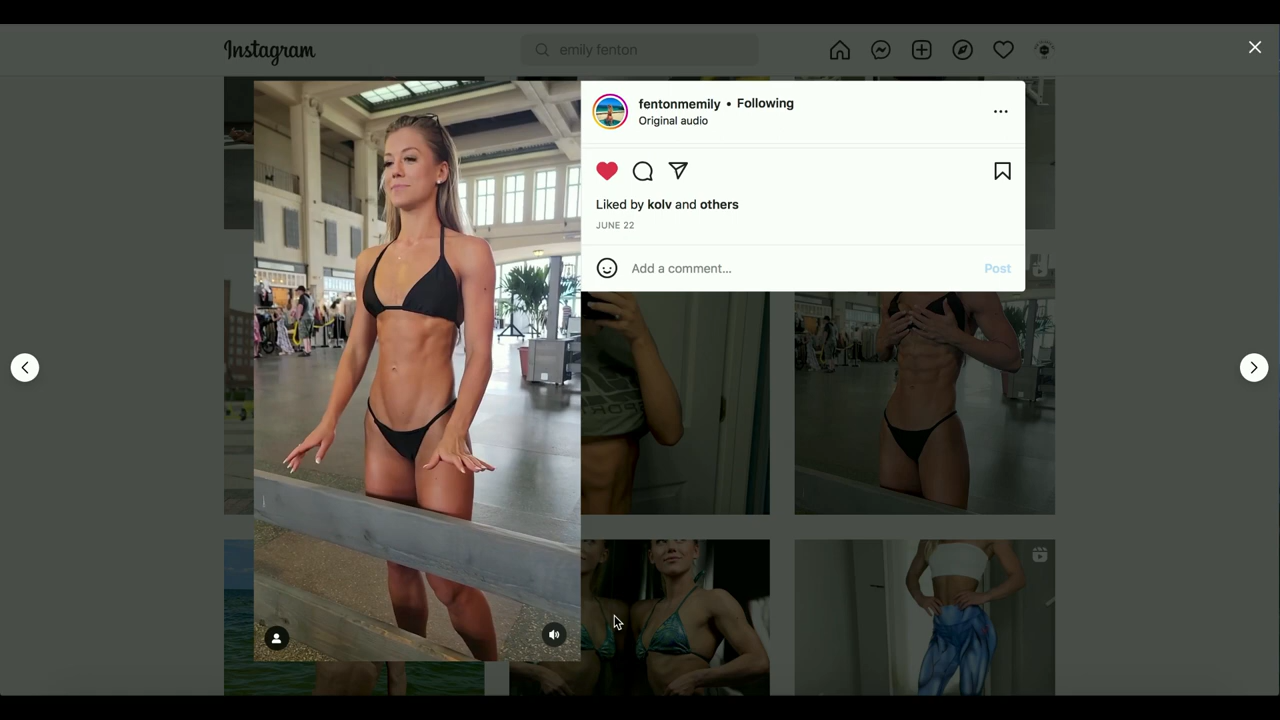 Instagram
emily fenton
fentonmemily • Following
Original audio
Liked by kolv and others
JUNE 22
Add a comment...
Post